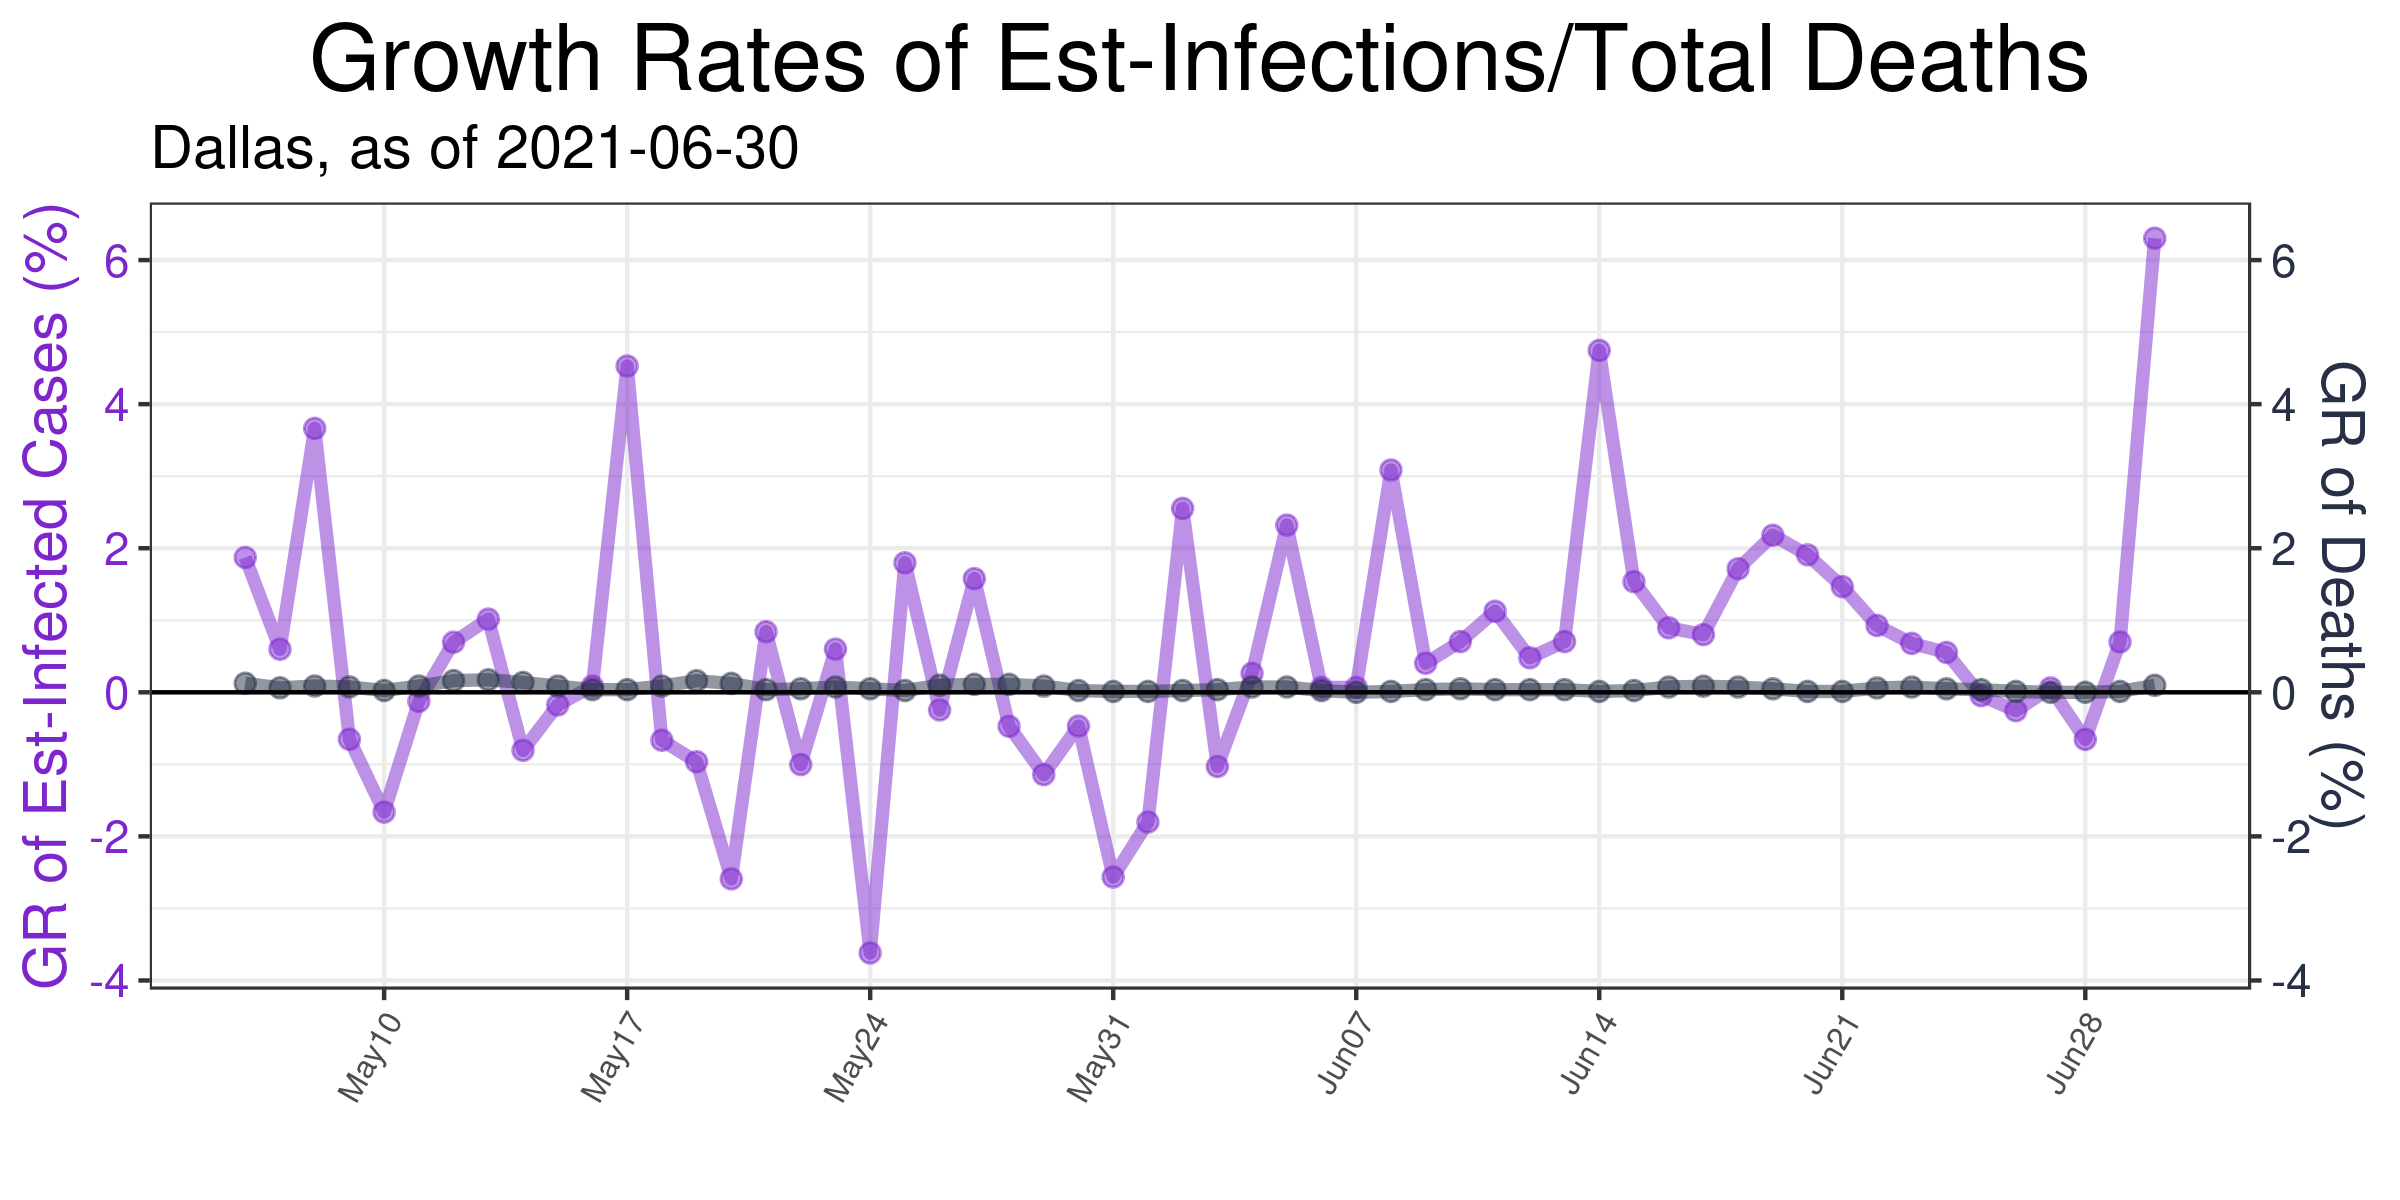 Growth Rates of Est-Infections/Total Deaths
Dallas, as of 2021-06-30
GR of Est-Infected Cases (%)
6
4
2
0
-2
-4
6
4
2
0
-2
-4
GR of Deaths (%)
May10
May17
May24
May31
Jun07
Jun14
Jun21
Jun28